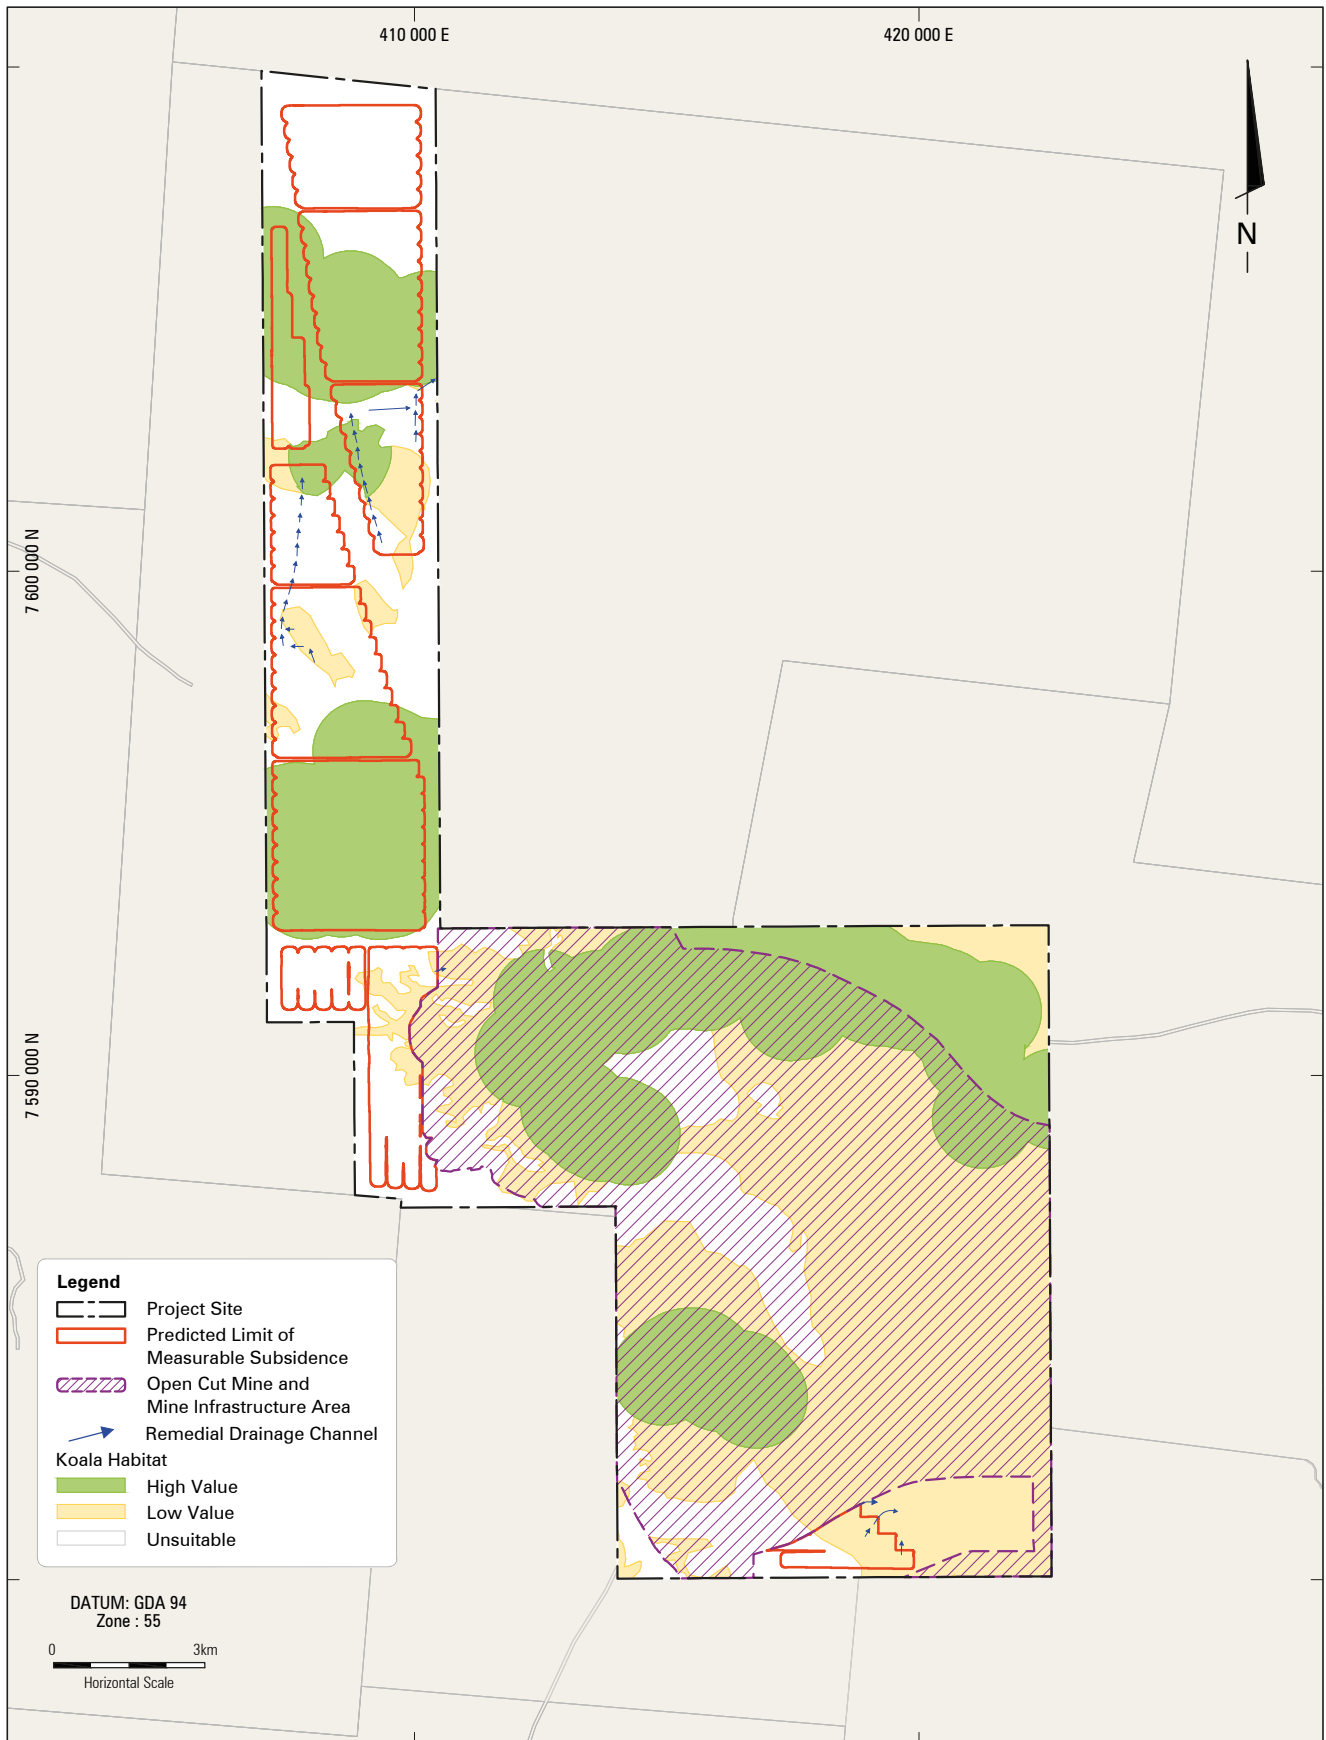 410 000 E
420 000 E
N
7 600 000 N
7 590 000 N
Legend
Project Site
Predicted Limit of
Measurable Subsidence
Open Cut Mine and
Mine Infrastructure Area
Remedial Drainage Channel
Koala Habitat
High Value
Low Value
Unsuitable
DATUM: GDA 94
Zone : 55
0 3km
Horizontal Scale